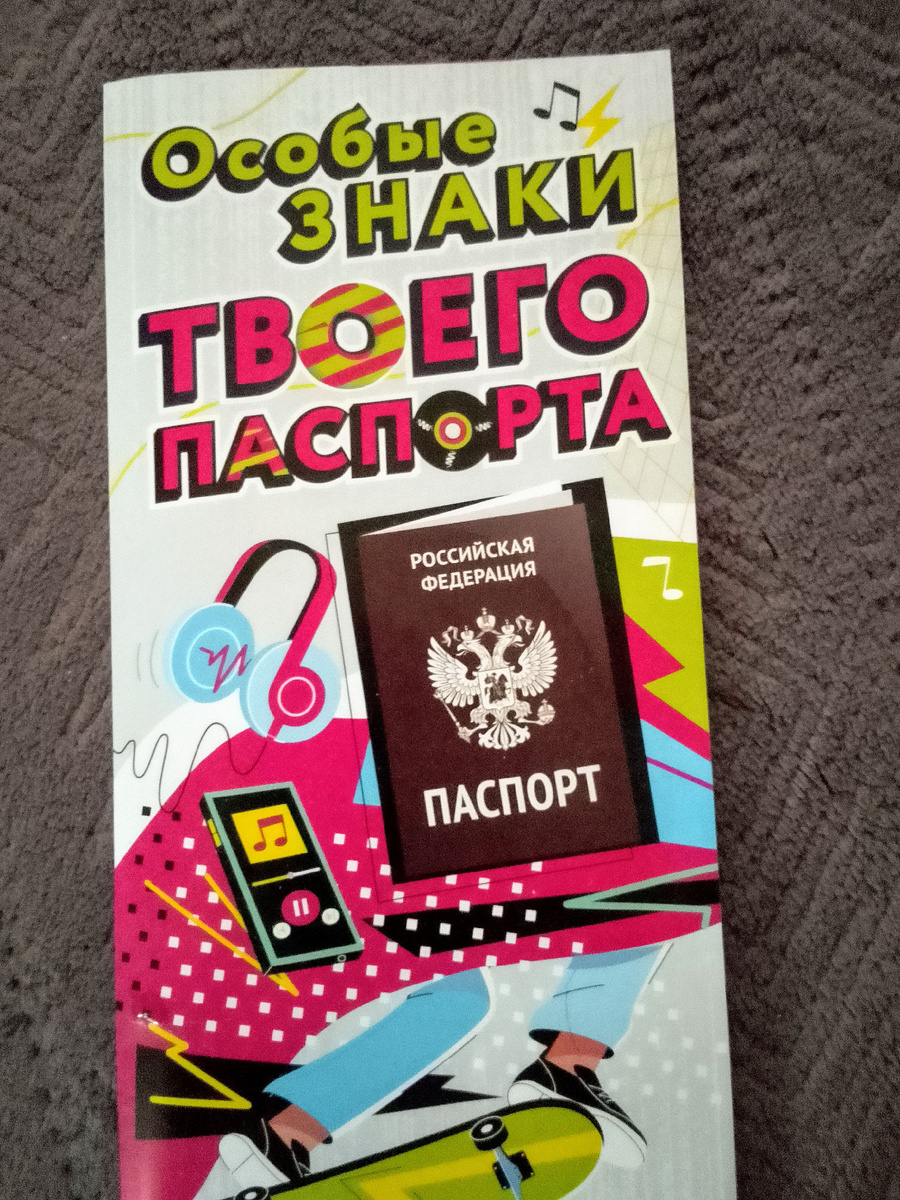 Особые
ЗНАКИ
ТВОЕГО
ПАСПОРТА
РОССИЙСКАЯ
ФЕДЕРАЦИЯ
ПАСПОРТ